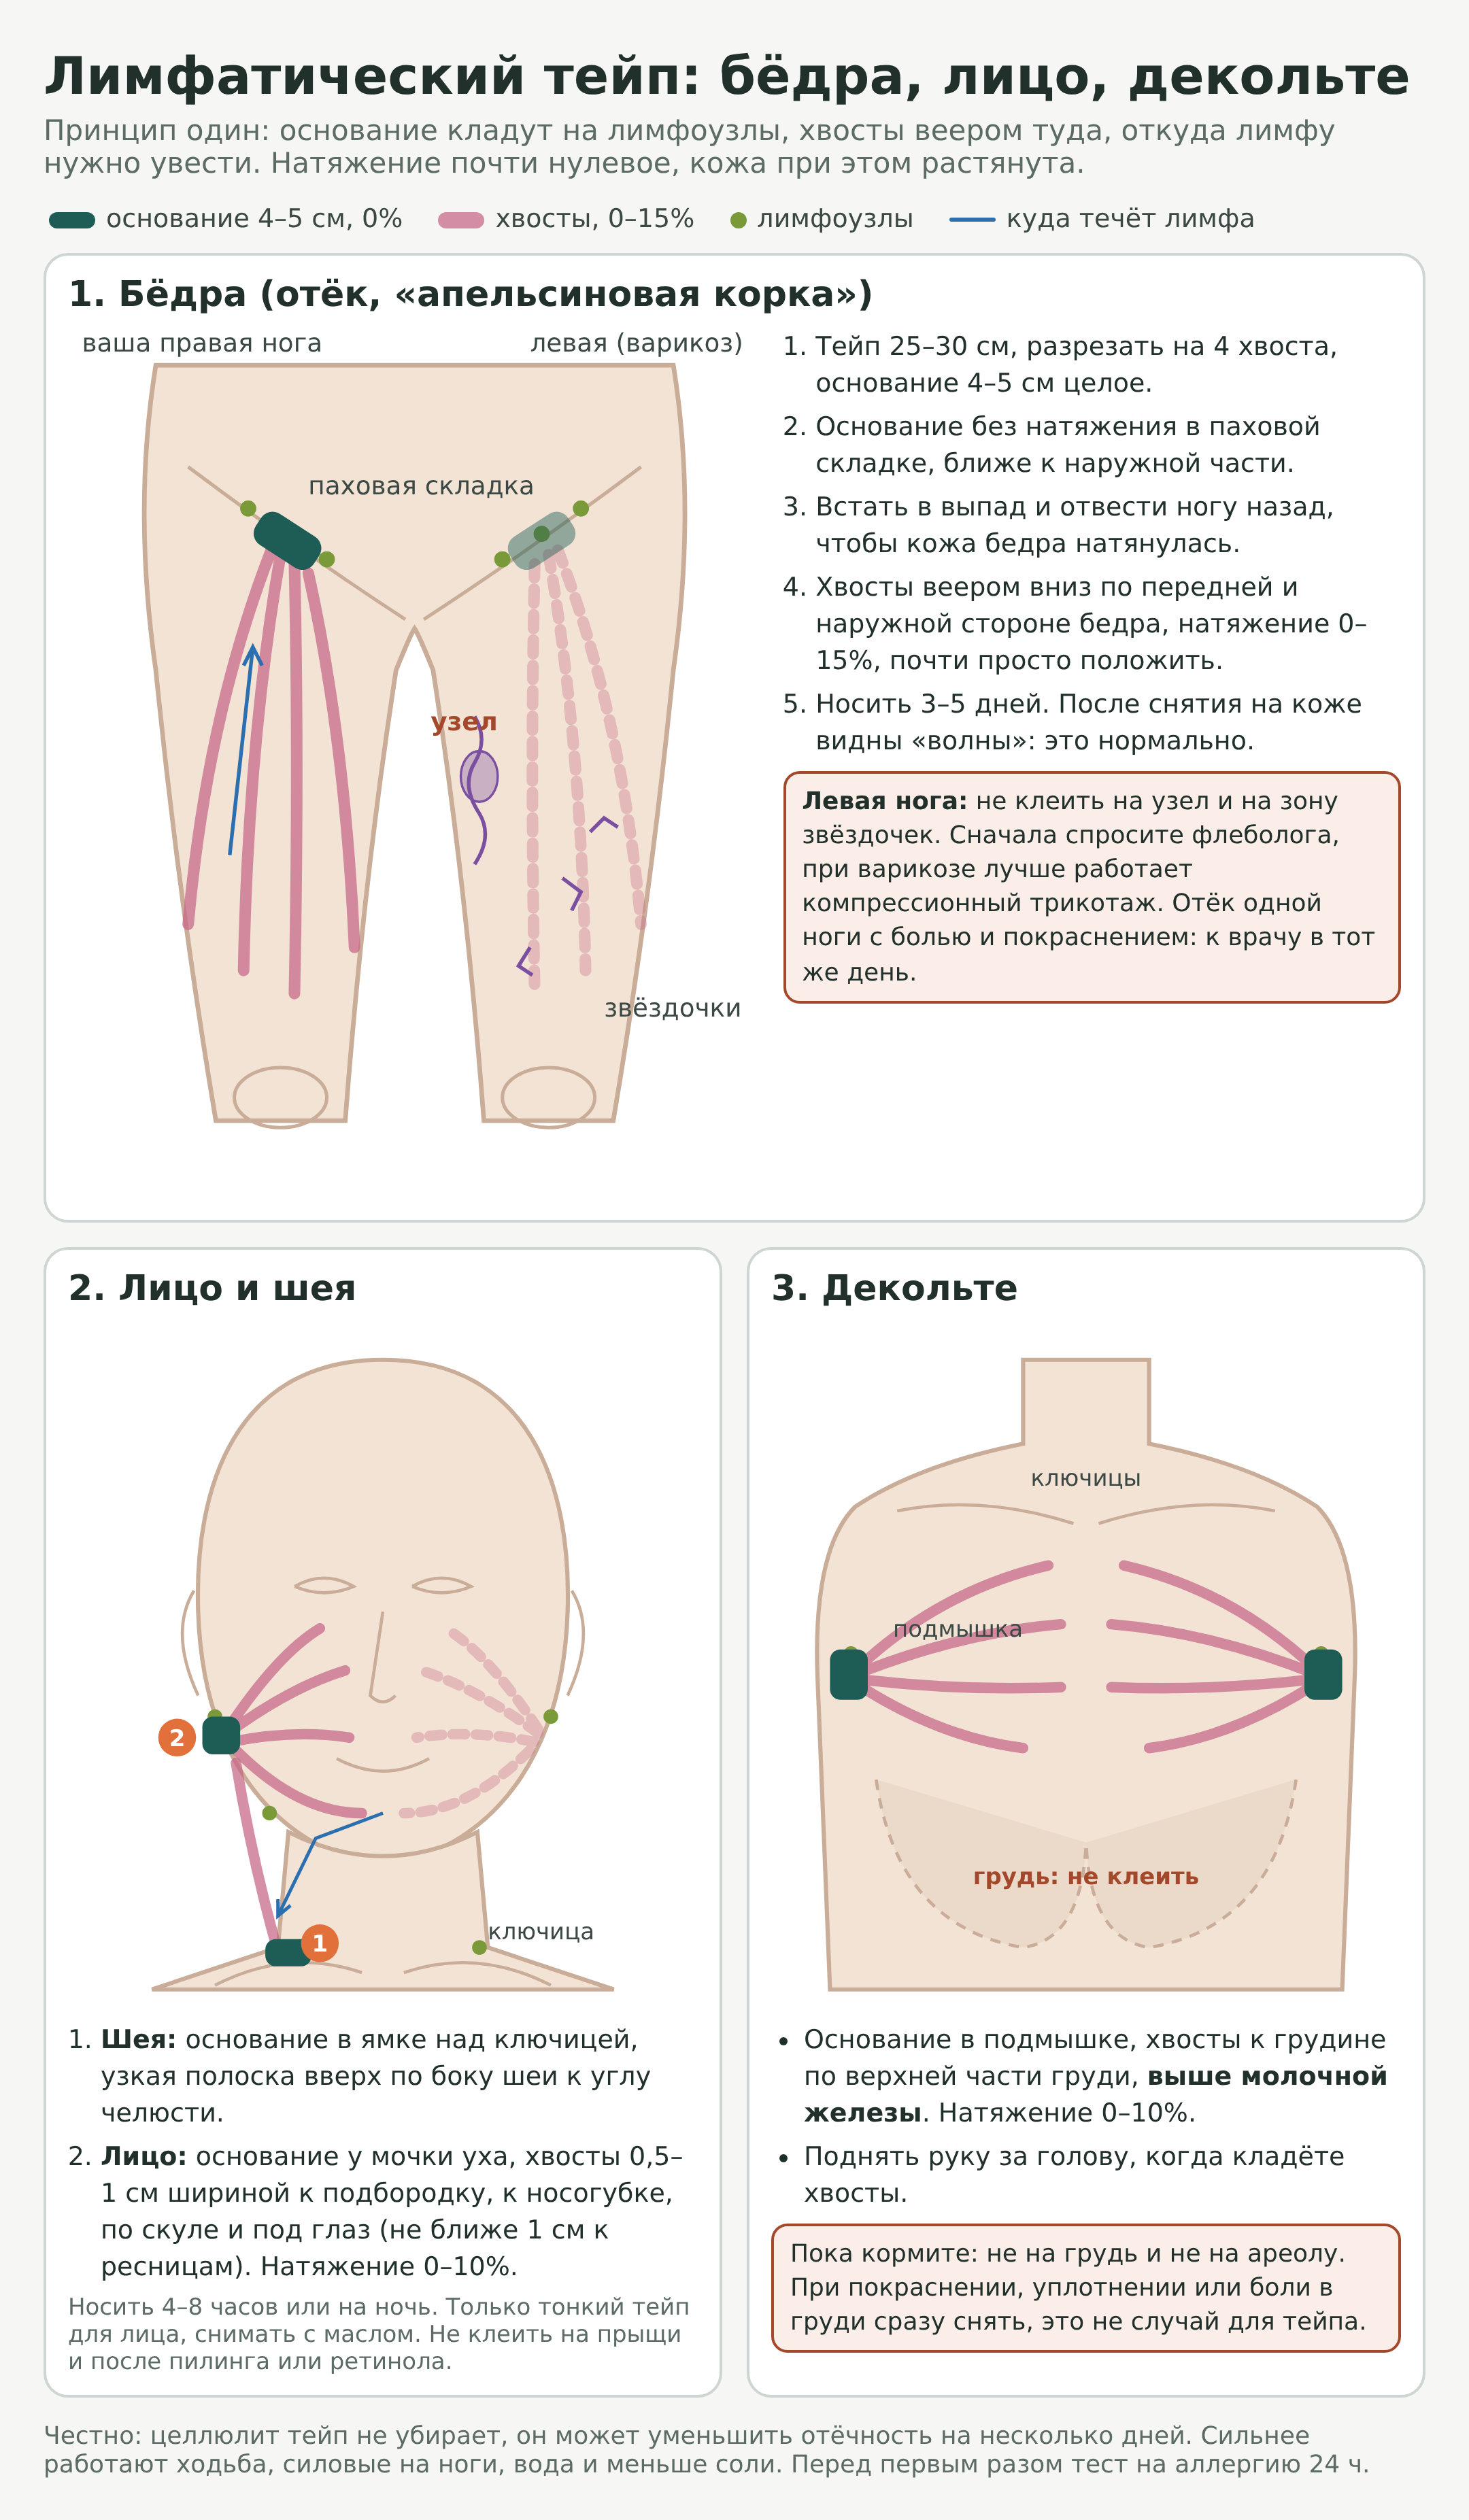 Лимфатический тейп: бёдра, лицо, декольте
Принцип один: основание кладут на лимфоузлы, хвосты веером туда, откуда лимфу
нужно увести. Натяжение почти нулевое, кожа при этом растянута.
основание 4–5 см, 0%
хвосты, 0–15%
лимфоузлы
куда течёт лимфа
1. Бёдра (отёк, «апельсиновая корка»)
ваша правая нога
левая (варикоз)
паховая складка
узел
звёздочки
1. Тейп 25–30 см, разрезать на 4 хвоста,
основание 4–5 см целое.
2. Основание без натяжения в паховой
складке, ближе к наружной части.
3. Встать в выпад и отвести ногу назад,
чтобы кожа бедра натянулась.
4. Хвосты веером вниз по передней и
наружной стороне бедра, натяжение 0–
15%, почти просто положить.
5. Носить 3–5 дней. После снятия на коже
видны «волны»: это нормально.
Левая нога: не клеить на узел и на зону
звёздочек. Сначала спросите флеболога,
при варикозе лучше работает
компрессионный трикотаж. Отёк одной
ноги с болью и покраснением: к врачу в тот
же день.
2. Лицо и шея
2
1
ключица
1. Шея: основание в ямке над ключицей,
узкая полоска вверх по боку шеи к углу
челюсти.
2. Лицо: основание у мочки уха, хвосты 0,5–
1 см шириной к подбородку, к носогубке,
по скуле и под глаз (не ближе 1 см к
ресницам). Натяжение 0–10%.
Носить 4–8 часов или на ночь. Только тонкий тейп
для лица, снимать с маслом. Не клеить на прыщи
и после пилинга или ретинола.
3. Декольте
ключицы
подмышка
грудь: не клеить
• Основание в подмышке, хвосты к грудине
по верхней части груди, выше молочной
железы. Натяжение 0–10%.
• Поднять руку за голову, когда кладёте
хвосты.
Пока кормите: не на грудь и не на ареолу.
При покраснении, уплотнении или боли в
груди сразу снять, это не случай для тейпа.
Честно: целлюлит тейп не убирает, он может уменьшить отёчность на несколько дней. Сильнее
работают ходьба, силовые на ноги, вода и меньше соли. Перед первым разом тест на аллергию 24 ч.